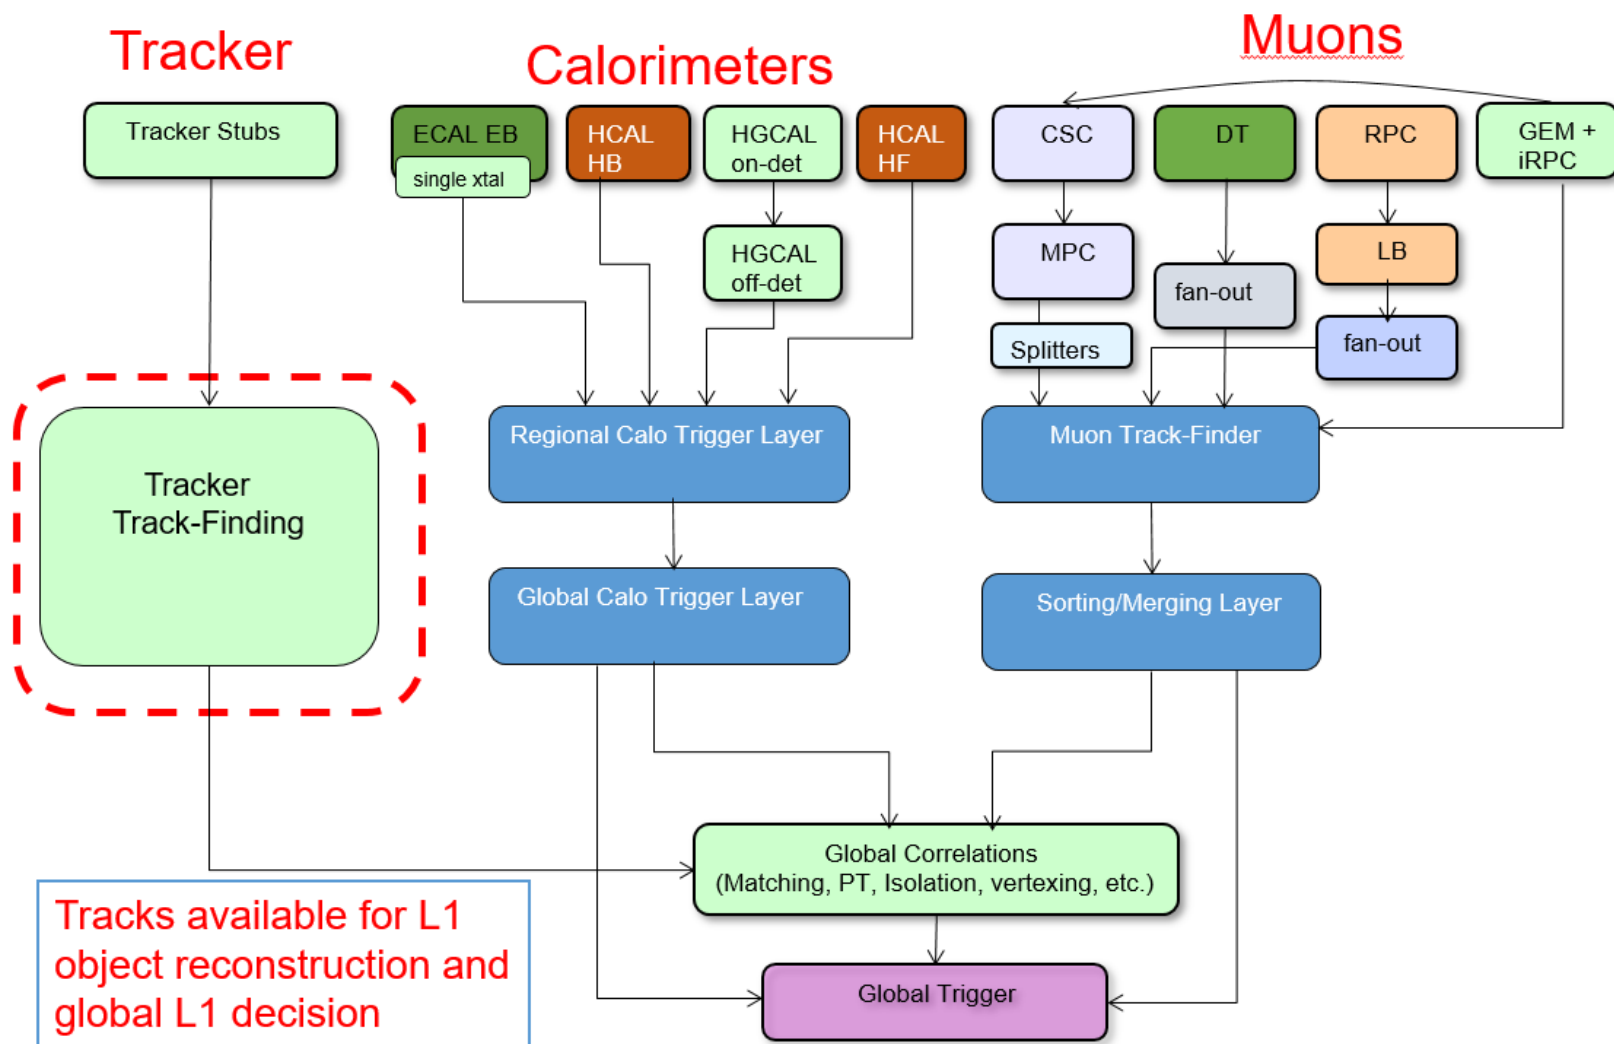 Tracker
Calorimeters
Muons
Tracker Stubs
ECAL EB
single xtal
HCAL
HB
HGCAL
on-det
HCAL
HF
CSC
DT
RPC
GEM +
iRPC
HGCAL
off-det
MPC
fan-out
LB
Splitters
fan-out
Tracker
Track-Finding
Regional Calo Trigger Layer
Muon Track-Finder
Global Calo Trigger Layer
Sorting/Merging Layer
Global Correlations
(Matching, PT, Isolation, vertexing, etc.)
Tracks available for L1
object reconstruction and
global L1 decision
Global Trigger